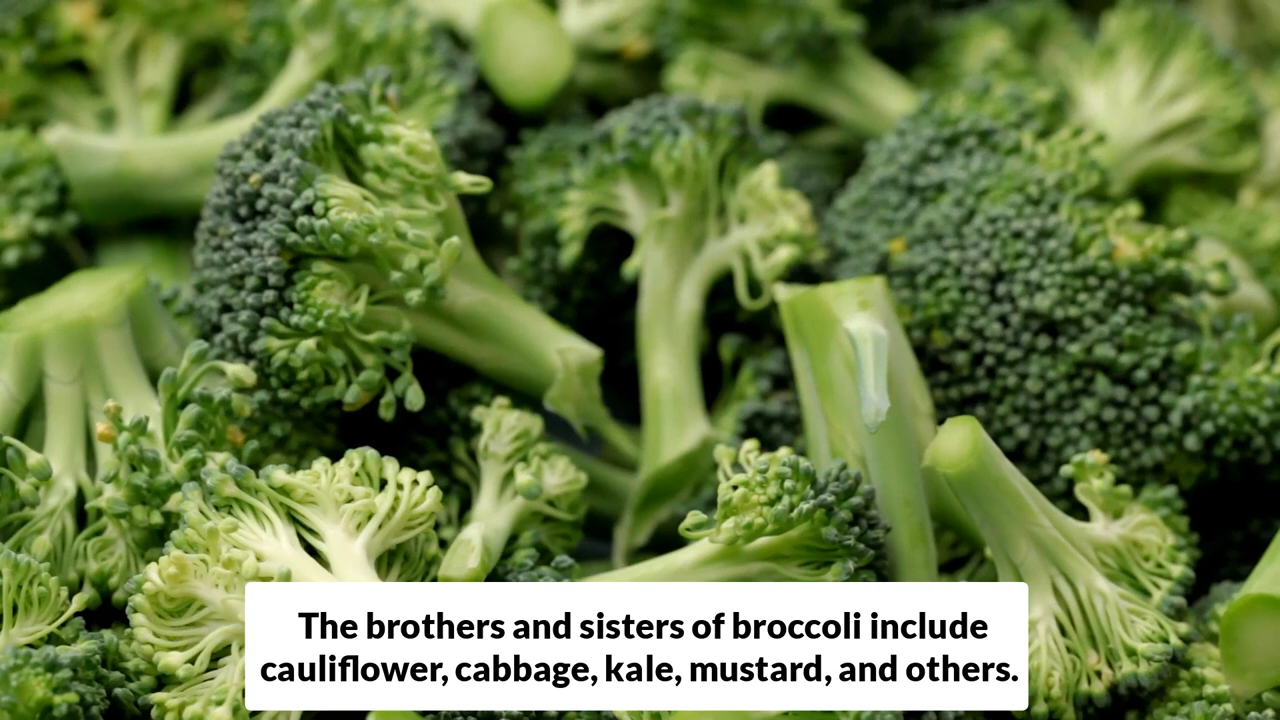 The brothers and sisters of broccoli include
cauliflower, cabbage, kale, mustard, and others.